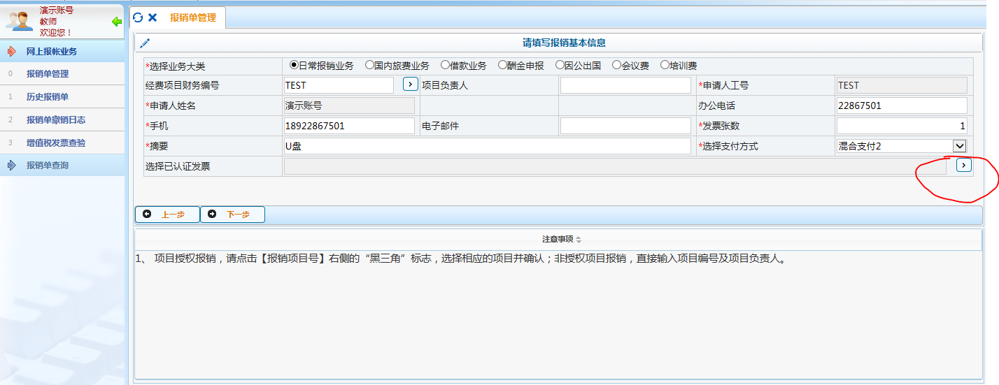 演示账号
教师
欢迎您！
网上报帐业务
0 报销单管理
1 历史报销单
2 报销单撤销日志
3 增值税发票查验
报销单查询
报销单管理
请填写报销基本信息
*选择业务大类 日常报销业务 国内旅费业务 借款业务 酬金申报 因公出国 会议费 培训费
经费项目财务编号 TEST 项目负责人 *申请人工号 TEST
*申请人姓名 演示账号 办公电话 22867501
*手机 18922867501 电子邮件 *发票张数 1
*摘要 U盘 *选择支付方式 混合支付2
选择已认证发票
上一步 下一步
注意事项
1、 项目授权报销，请点击【报销项目号】右侧的“黑三角”标志，选择相应的项目并确认；非授权项目报销，直接输入项目编号及项目负责人。